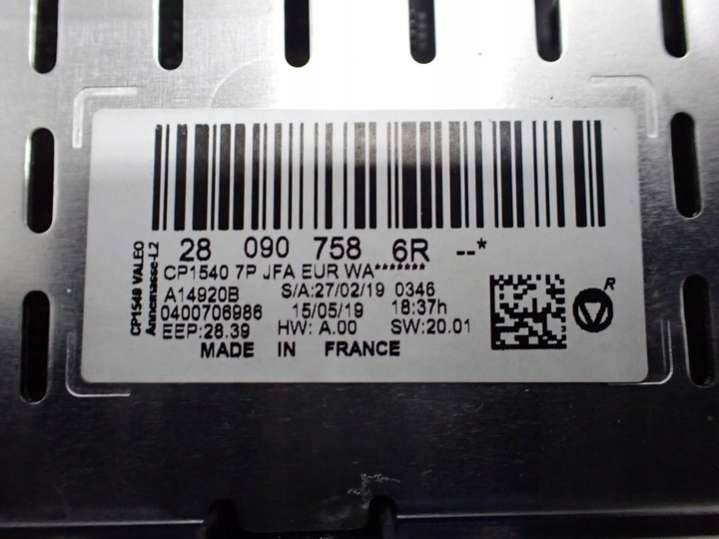 28 090 758 6R --*
CP1540 7P JFA EUR WA*******
A14920B S/A:27/02/19 0346
0400706986 15/05/19 18:37h
EEP:28.39 HW: A.00 SW:20.01
MADE IN FRANCE
CP1540 VALEO
Annemasse-L2
R